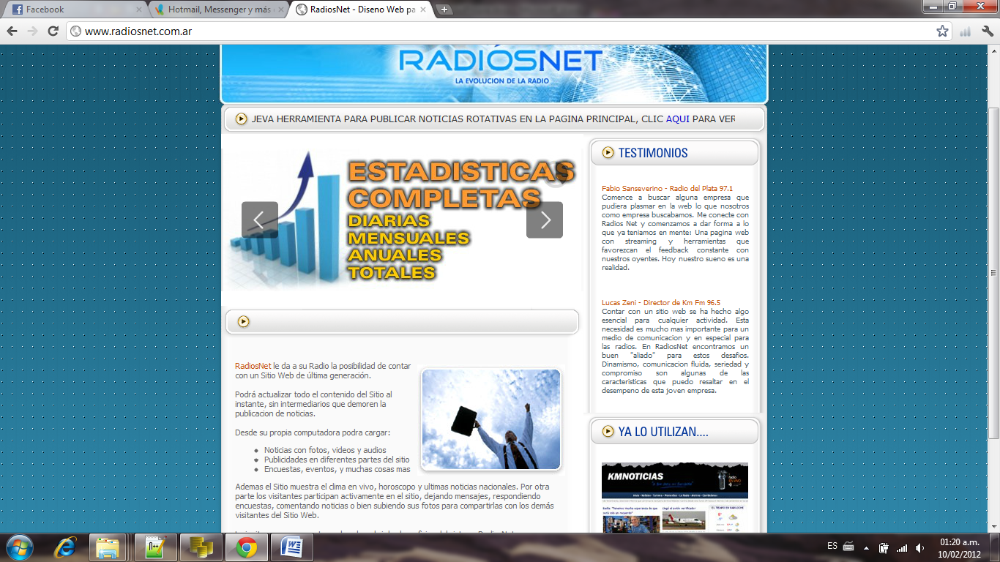 Facebook
Hotmail, Messenger y más
RadiosNet - Diseno Web pa
www.radiosnet.com.ar
RADIOSNET
LA EVOLUCION DE LA RADIO
JEVA HERRAMIENTA PARA PUBLICAR NOTICIAS ROTATIVAS EN LA PAGINA PRINCIPAL, CLIC AQUI PARA VER
ESTADISTICAS
COMPLETAS
DIARIAS
MENSUALES
ANUALES
TOTALES
RadiosNet le da a su Radio la posibilidad de contar
con un Sitio Web de última generación.
Podrá actualizar todo el contenido del Sitio al
instante, sin intermediarios que demoren la
publicacion de noticias.
Desde su propia computadora podra cargar:
Noticias con fotos, videos y audios
Publicidades en diferentes partes del sitio
Encuestas, eventos, y muchas cosas mas
Ademas el Sitio muestra el clima en vivo, horoscopo y ultimas noticias nacionales. Por otra
parte los visitantes participan activamente en el sitio, dejando mensajes, respondiendo
encuestas, comentando noticias o bien subiendo sus fotos para compartirlas con los demás
visitantes del Sitio Web.
TESTIMONIOS
Fabio Sanseverino - Radio del Plata 97.1
Comence a buscar alguna empresa que
pudiera plasmar en la web lo que nosotros
como empresa buscabamos. Me conecte con
Radios Net y comenzamos a dar forma a lo
que ya teniamos en mente: Una pagina web
con streaming y herramientas que
favorezcan el feedback constante con
nuestros oyentes. Hoy nuestro sueno es una
realidad.
Lucas Zeni - Director de Km Fm 96.5
Contar con un sitio web se ha hecho algo
esencial para cualquier actividad. Esta
necesidad es mucho mas importante para un
medio de comunicacion y en especial para
las radios. En RadiosNet encontramos un
buen "aliado" para estos desafios.
Dinamismo, comunicacion fluida, seriedad y
compromiso son algunas de las
caracteristicas que puedo resaltar en el
desempeno de esta joven empresa.
YA LO UTILIZAN....
KMNOTICIAS
radio
EN VIVO
EL TIEMPO EN BARILOCHE
Llegó el avión verificador
ES
01:20 a.m.
10/02/2012